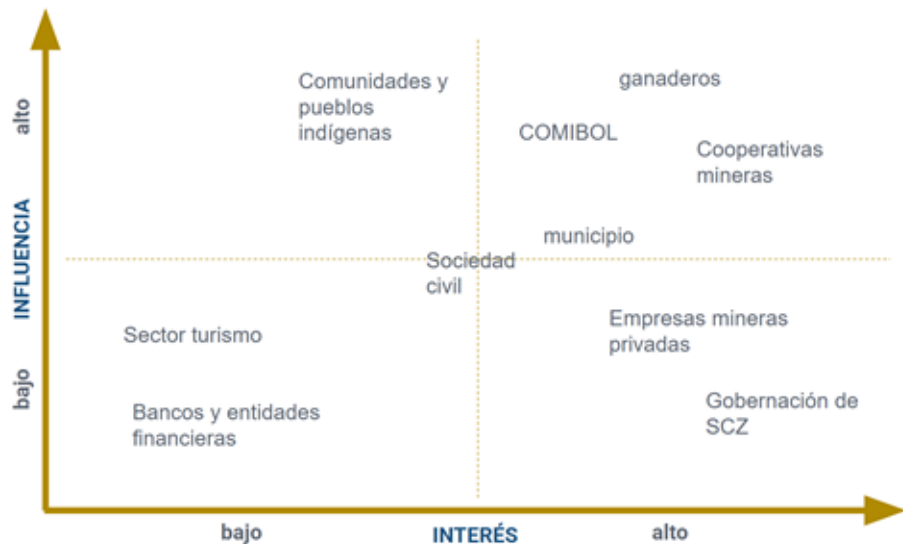 Comunidades y
pueblos
indígenas
ganaderos
COMIBOL
Cooperativas
mineras
municipio
Sociedad
civil
Sector turismo
Bancos y entidades
financieras
Empresas mineras
privadas
Gobernación de
SCZ
alto
INFLUENCIA
bajo
bajo
INTERÉS
alto